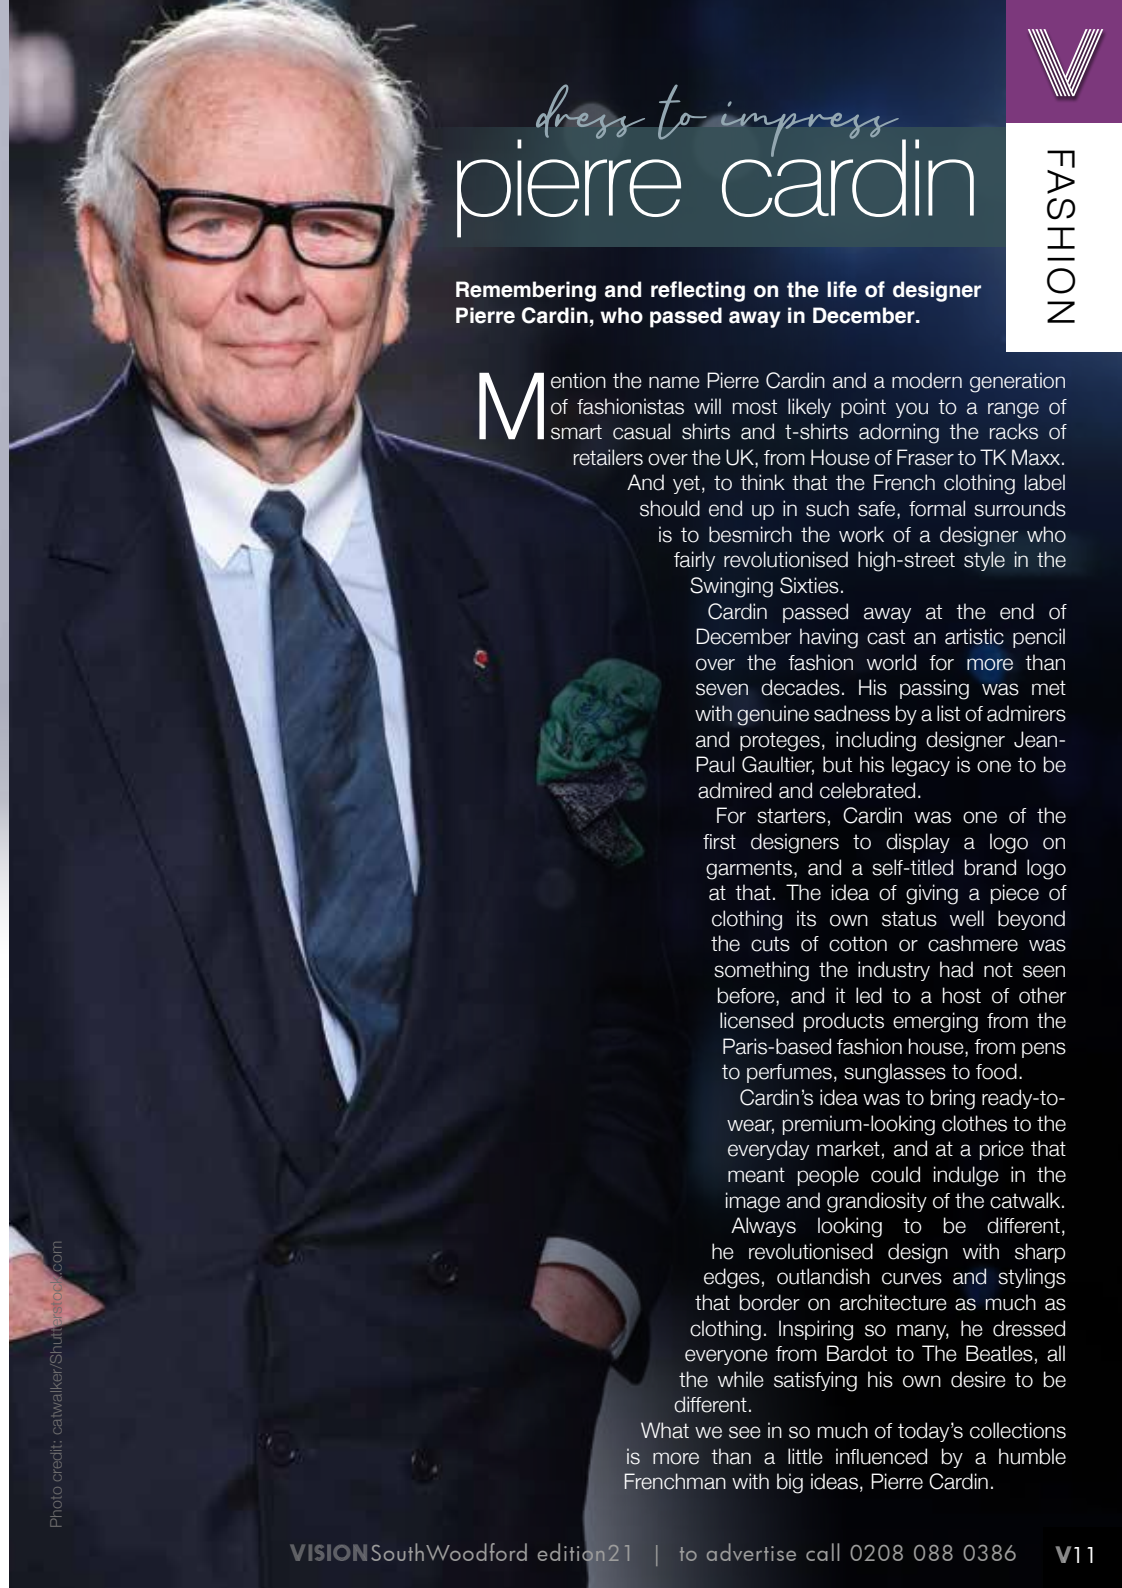 dress to impress
pierre cardin
V
FASHION
Remembering and reflecting on the life of designer
Pierre Cardin, who passed away in December.
Mention the name Pierre Cardin and a modern generation
of fashionistas will most likely point you to a range of
smart casual shirts and t-shirts adorning the racks of
retailers over the UK, from House of Fraser to TK Maxx.
And yet, to think that the French clothing label
should end up in such safe, formal surrounds
is to besmirch the work of a designer who
fairly revolutionised high-street style in the
Swinging Sixties.
Cardin passed away at the end of
December having cast an artistic pencil
over the fashion world for more than
seven decades. His passing was met
with genuine sadness by a list of admirers
and proteges, including designer Jean-
Paul Gaultier, but his legacy is one to be
admired and celebrated.
For starters, Cardin was one of the
first designers to display a logo on
garments, and a self-titled brand logo
at that. The idea of giving a piece of
clothing its own status well beyond
the cuts of cotton or cashmere was
something the industry had not seen
before, and it led to a host of other
licensed products emerging from the
Paris-based fashion house, from pens
to perfumes, sunglasses to food.
Cardin's idea was to bring ready-to-
wear, premium-looking clothes to the
everyday market, and at a price that
meant people could indulge in the
image and grandiosity of the catwalk.
Always looking to be different,
he revolutionised design with sharp
edges, outlandish curves and stylings
that border on architecture as much as
clothing. Inspiring so many, he dressed
everyone from Bardot to The Beatles, all
the while satisfying his own desire to be
different.
What we see in so much of today's collections
is more than a little influenced by a humble
Frenchman with big ideas, Pierre Cardin.
Photo credit: catwalker/Shutterstock.com
VISIONSouthWoodford edition21 | to advertise call 0208 088 0386 V11